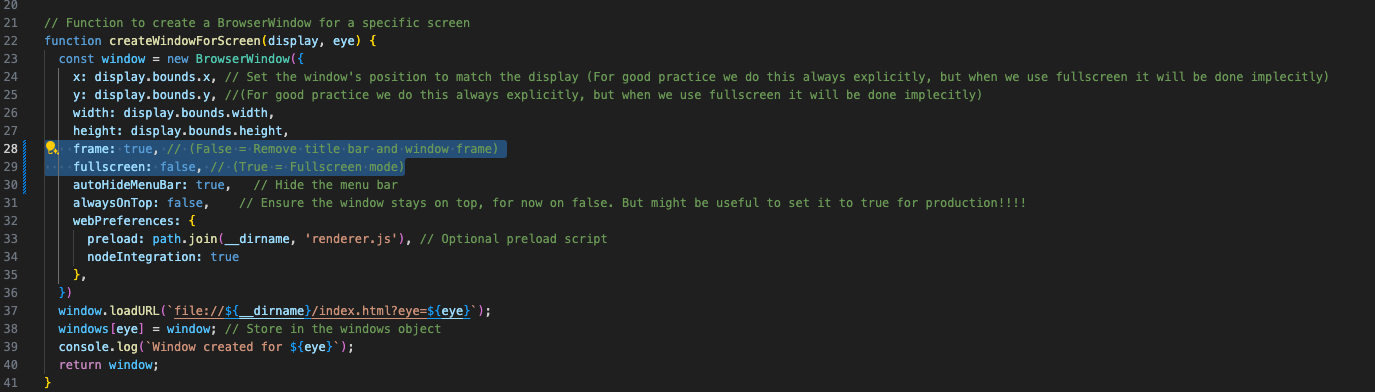 20
21 // Function to create a BrowserWindow for a specific screen
22 function createWindowForScreen(display, eye) {
23   const window = new BrowserWindow({
24     x: display.bounds.x, // Set the window's position to match the display (For good practice we do this always explicitly, but when we use fullscreen it will be done implecitly)
25     y: display.bounds.y, //(For good practice we do this always explicitly, but when we use fullscreen it will be done implecitly)
26     width: display.bounds.width,
27     height: display.bounds.height,
28     frame: true, // (False = Remove title bar and window frame)
29     fullscreen: false, // (True = Fullscreen mode)
30     autoHideMenuBar: true,   // Hide the menu bar
31     alwaysOnTop: false,    // Ensure the window stays on top, for now on false. But might be useful to set it to true for production!!!!
32     webPreferences: {
33       preload: path.join(__dirname, 'renderer.js'), // Optional preload script
34       nodeIntegration: true
35     },
36   })
37   window.loadURL(`file://${__dirname}/index.html?eye=${eye}`);
38   windows[eye] = window; // Store in the windows object
39   console.log(`Window created for ${eye}`);
40   return window;
41 }